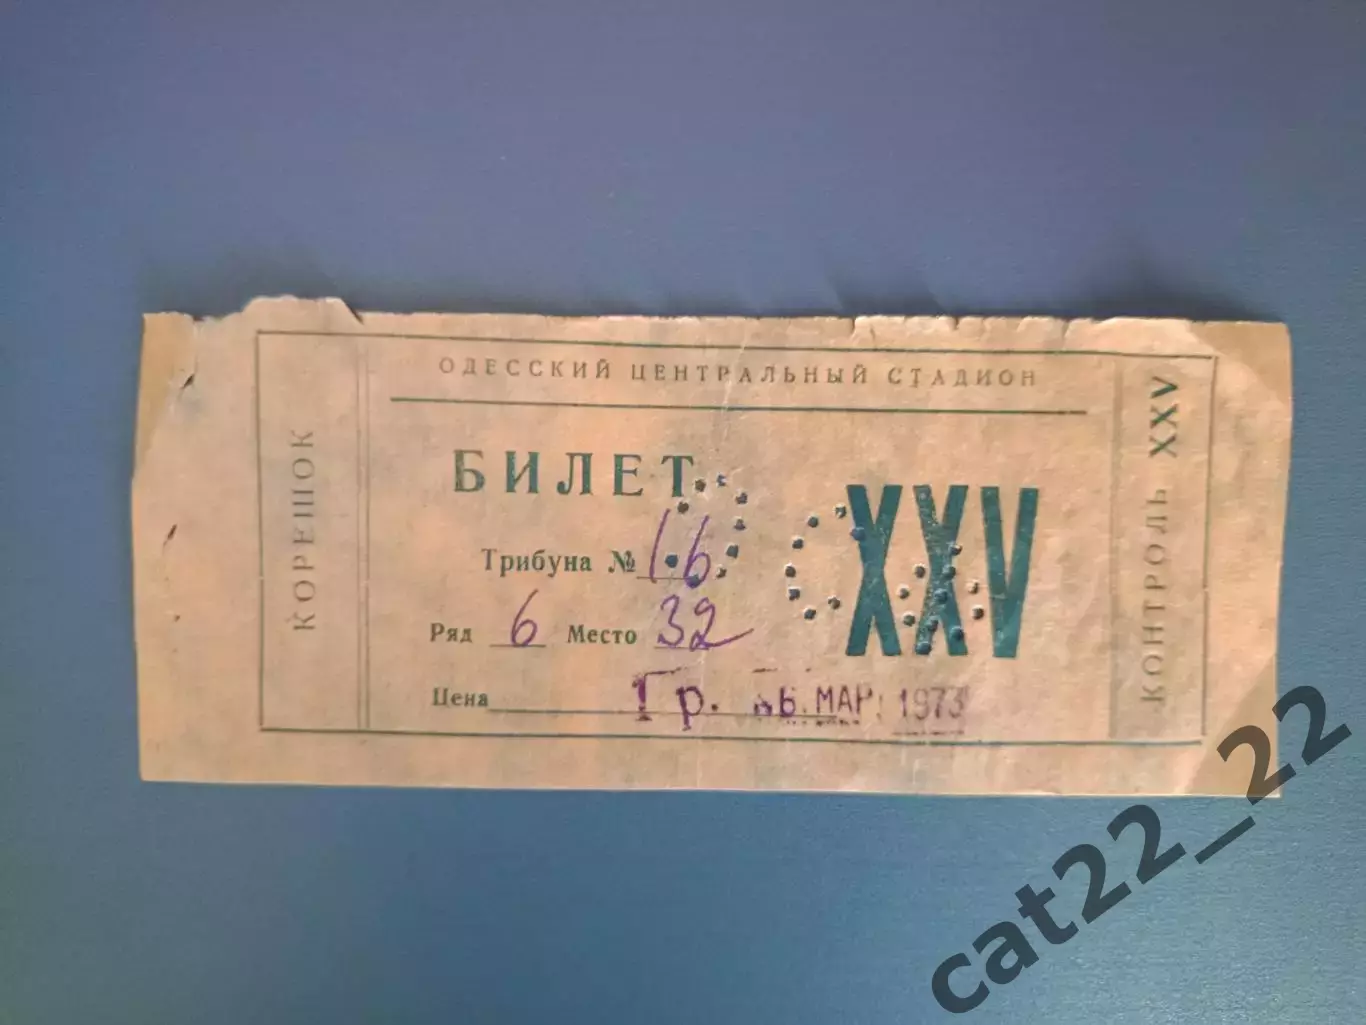 КОРЕШОК
ОДЕССКИЙ ЦЕНТРАЛЬНЫЙ СТАДИОН
БИЛЕТ
XXV
Трибуна № 16
Ряд 6 Место 32
Цена Гр. МАР. 1973
КОНТРОЛЬ XXV
cat22_22